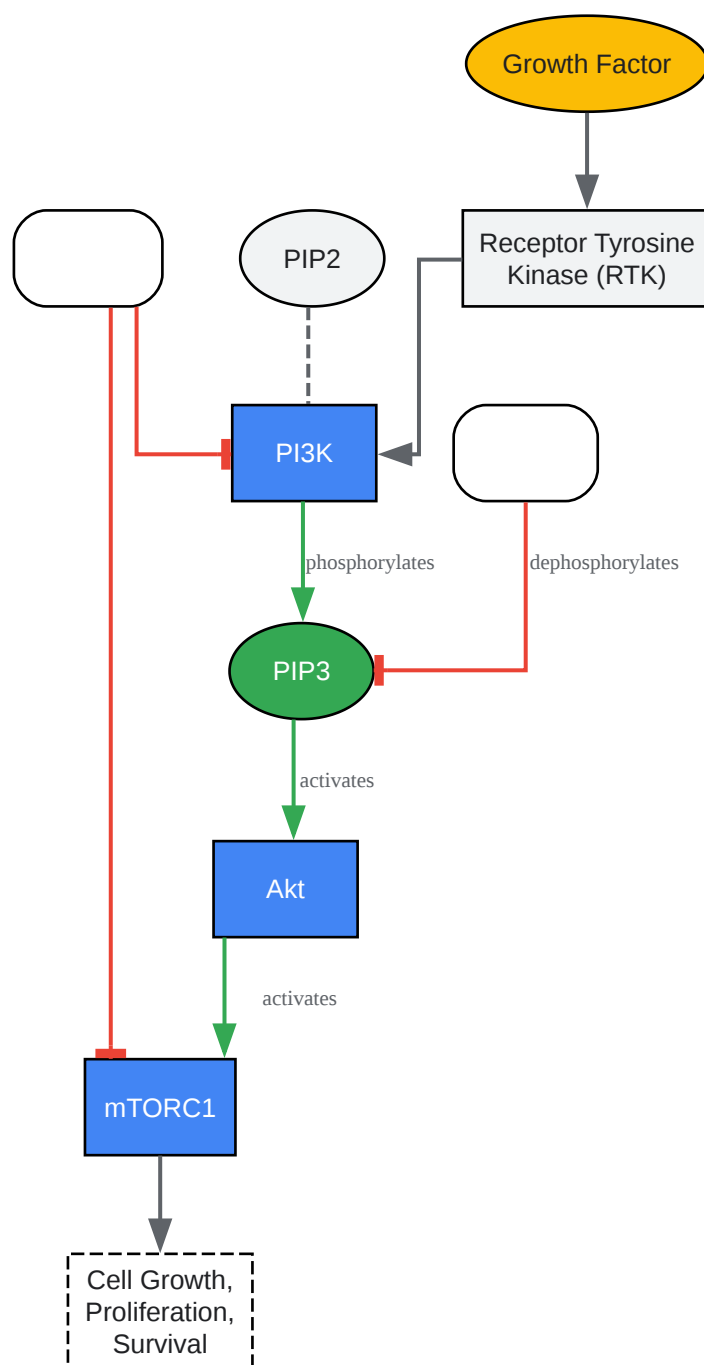 Growth Factor
PIP2
Receptor Tyrosine
Kinase (RTK)
PI3K
phosphorylates
dephosphorylates
PIP3
activates
Akt
activates
mTORC1
Cell Growth,
Proliferation,
Survival